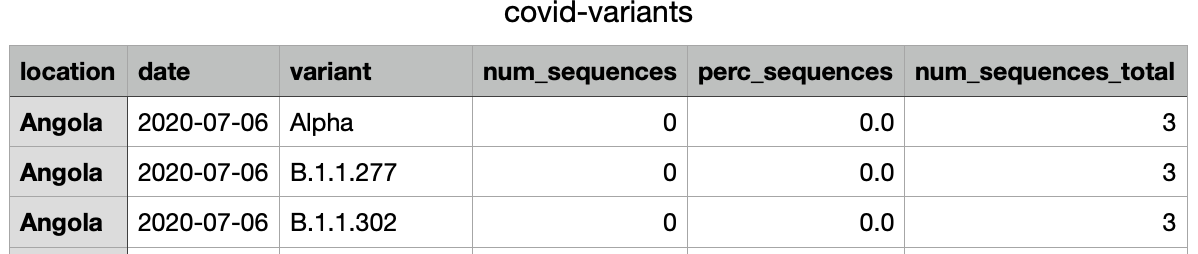 covid-variants
location date variant num_sequences perc_sequences num_sequences_total
Angola 2020-07-06 Alpha 0 0.0 3
Angola 2020-07-06 B.1.1.277 0 0.0 3
Angola 2020-07-06 B.1.1.302 0 0.0 3